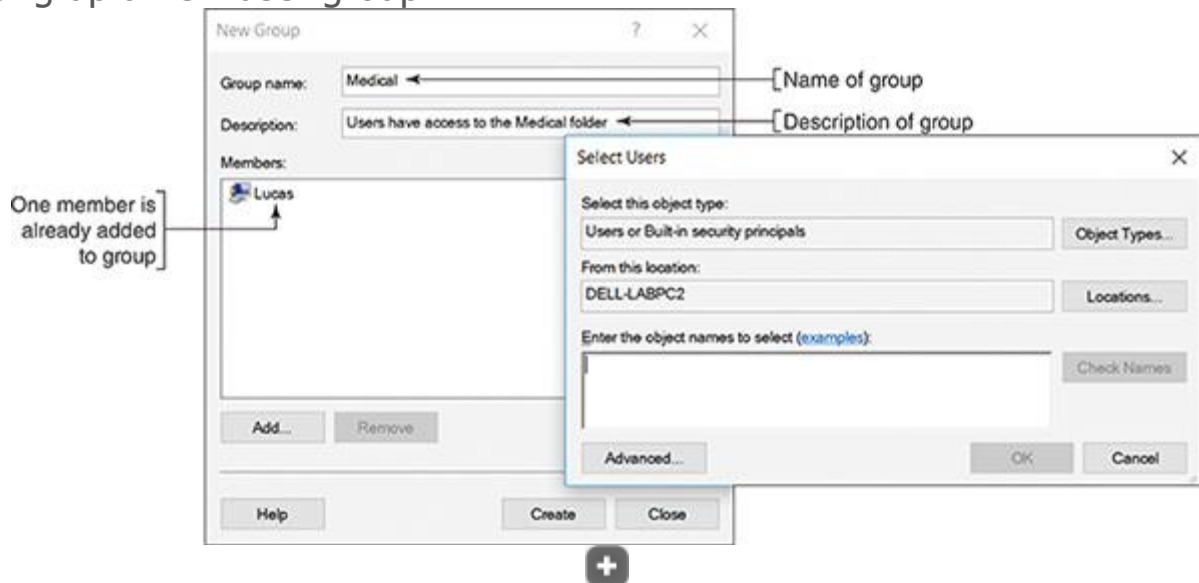 New Group
Group name:
Medical
Name of group
Description:
Users have access to the Medical folder
Description of group
Members:
Lucas
One member is
already added
to group
Add...
Remove
Help
Create
Close
Select Users
Select this object type:
Users or Built-in security principals
Object Types...
From this location:
DELL-LABPC2
Locations...
Enter the object names to select (examples):
Check Names
Advanced...
OK
Cancel